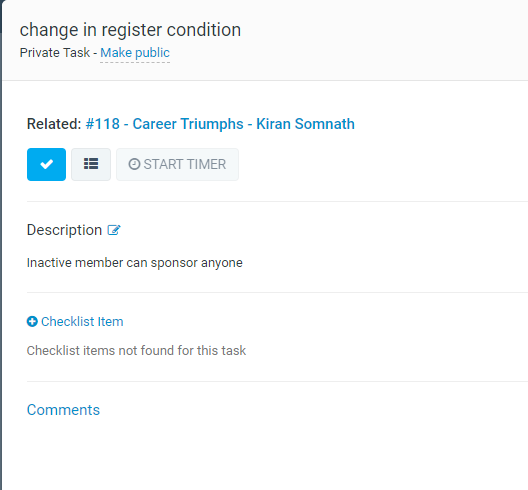 change in register condition
Private Task - Make public
Related: #118 - Career Triumphs - Kiran Somnath
START TIMER
Description
Inactive member can sponsor anyone
Checklist Item
Checklist items not found for this task
Comments